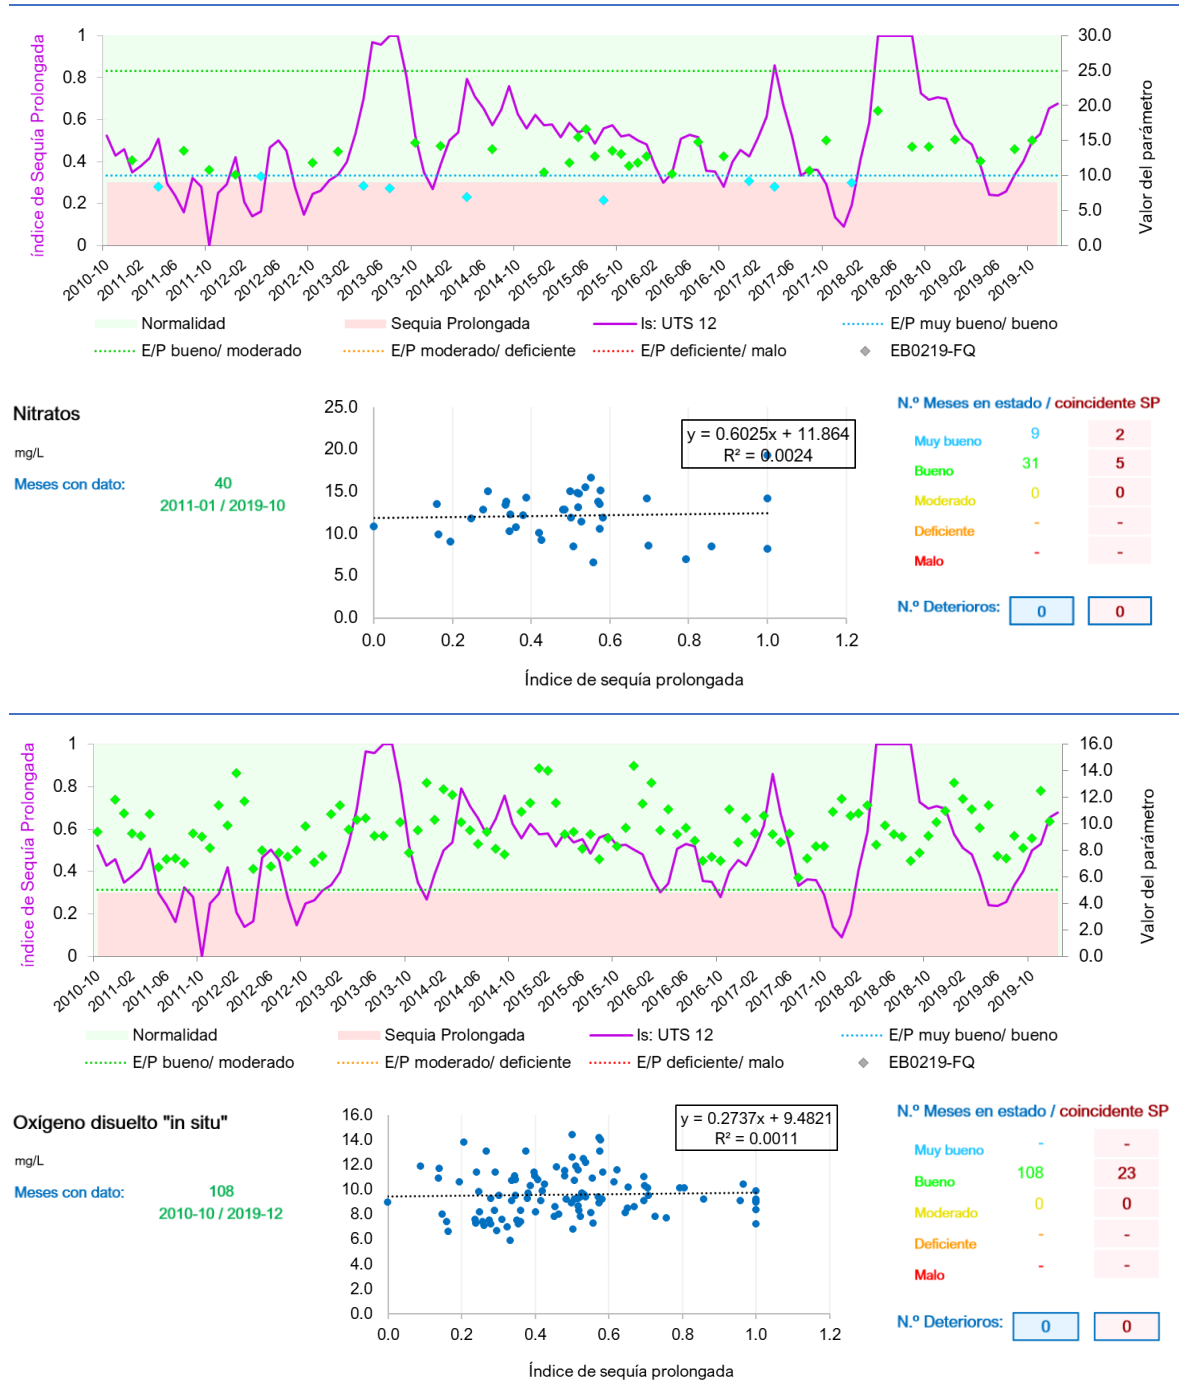 índice de Sequía Prolongada
1
0.8
0.6
0.4
0.2
0
30.0
25.0
20.0
15.0
10.0
5.0
0.0
Valor del parámetro
2010-10
2011-02
2011-06
2011-10
2012-02
2012-06
2012-10
2013-02
2013-06
2013-10
2014-02
2014-06
2014-10
2015-02
2015-06
2015-10
2016-02
2016-06
2016-10
2017-02
2017-06
2017-10
2018-02
2018-06
2018-10
2019-02
2019-06
2019-10
Normalidad
Sequia Prolongada
Is: UTS 12
E/P muy bueno/ bueno
E/P bueno/ moderado
E/P moderado/ deficiente
E/P deficiente/ malo
EB0219-FQ
Nitratos
mg/L
Meses con dato:
40
2011-01 / 2019-10
25.0
20.0
15.0
10.0
5.0
0.0
y = 0.6025x + 11.864
R² = 0.0024
0.0
0.2
0.4
0.6
0.8
1.0
1.2
Índice de sequía prolongada
N.º Meses en estado / coincidente SP
Muy bueno 9 2
Bueno 31 5
Moderado 0 0
Deficiente - -
Malo - -
N.º Deterioros: 0 0
índice de Sequía Prolongada
1
0.8
0.6
0.4
0.2
0
16.0
14.0
12.0
10.0
8.0
6.0
4.0
2.0
0.0
Valor del parámetro
2010-10
2011-02
2011-06
2011-10
2012-02
2012-06
2012-10
2013-02
2013-06
2013-10
2014-02
2014-06
2014-10
2015-02
2015-06
2015-10
2016-02
2016-06
2016-10
2017-02
2017-06
2017-10
2018-02
2018-06
2018-10
2019-02
2019-06
2019-10
Normalidad
Sequia Prolongada
Is: UTS 12
E/P muy bueno/ bueno
E/P bueno/ moderado
E/P moderado/ deficiente
E/P deficiente/ malo
EB0219-FQ
Oxígeno disuelto "in situ"
mg/L
Meses con dato:
108
2010-10 / 2019-12
16.0
14.0
12.0
10.0
8.0
6.0
4.0
2.0
0.0
y = 0.2737x + 9.4821
R² = 0.0011
0.0
0.2
0.4
0.6
0.8
1.0
1.2
Índice de sequía prolongada
N.º Meses en estado / coincidente SP
Muy bueno - -
Bueno 108 23
Moderado 0 0
Deficiente - -
Malo - -
N.º Deterioros: 0 0